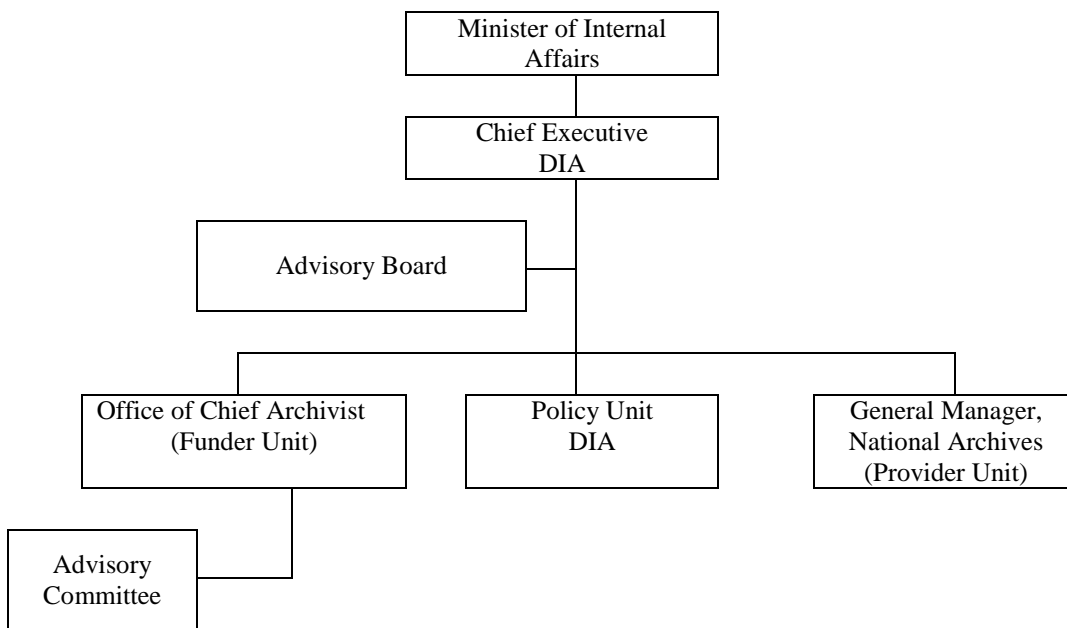 Minister of Internal
Affairs
Chief Executive
DIA
Advisory Board
Office of Chief Archivist
(Funder Unit)
Policy Unit
DIA
General Manager,
National Archives
(Provider Unit)
Advisory
Committee